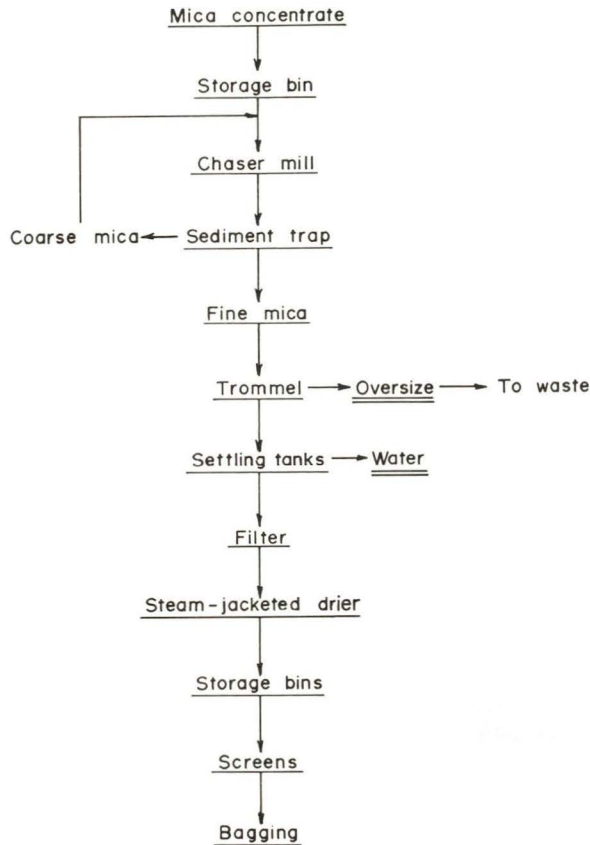 Mica concentrate
Storage bin
Chaser mill
Coarse mica Sediment trap
Fine mica
Trommel Oversize To waste
Settling tanks Water
Filter
Steam-jacketed drier
Storage bins
Screens
Bagging